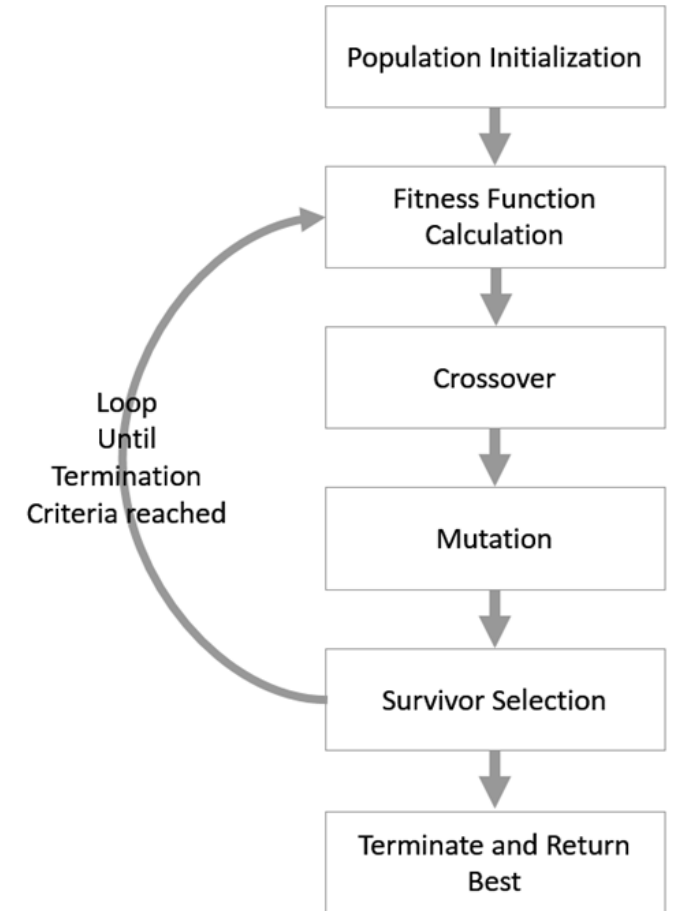 Population Initialization
Fitness Function
Calculation
Crossover
Loop
Until
Termination
Criteria reached
Mutation
Survivor Selection
Terminate and Return
Best